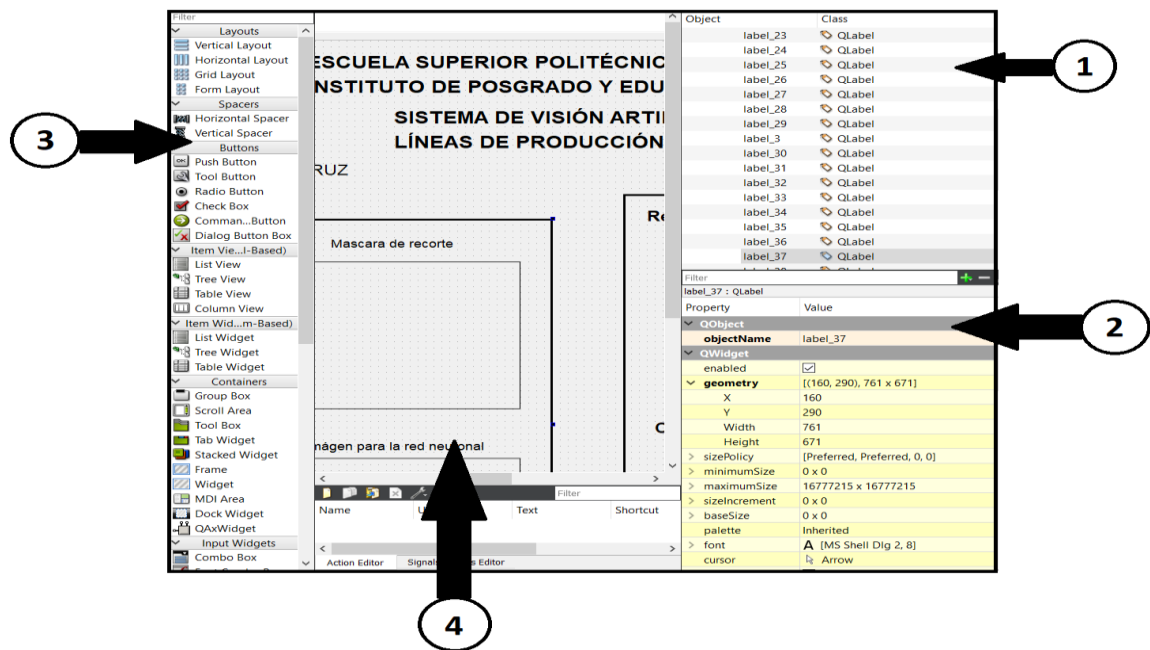 Filter
Layouts
Vertical Layout
Horizontal Layout
Grid Layout
Form Layout
Spacers
Horizontal Spacer
Vertical Spacer
Buttons
Push Button
Tool Button
Radio Button
Check Box
Comman...Button
Dialog Button Box
Item Vie...l-Based)
List View
Tree View
Table View
Column View
Item Wid...m-Based)
List Widget
Tree Widget
Table Widget
Containers
Group Box
Scroll Area
Tool Box
Tab Widget
Stacked Widget
Frame
Widget
MDI Area
Dock Widget
QAxWidget
Input Widgets
Combo Box
3
ESCUELA SUPERIOR POLITÉCNIC
INSTITUTO DE POSGRADO Y EDU
SISTEMA DE VISIÓN ARTI
LÍNEAS DE PRODUCCIÓN
RUZ
Mascara de recorte
Re
imágen para la red neuronal
Filter
Name
Text
Shortcut
Action Editor
Editor
4
Object Class
label_23 QLabel
label_24 QLabel
label_25 QLabel
label_26 QLabel
label_27 QLabel
label_28 QLabel
label_29 QLabel
label_3 QLabel
label_30 QLabel
label_31 QLabel
label_32 QLabel
label_33 QLabel
label_34 QLabel
label_35 QLabel
label_36 QLabel
label_37 QLabel
1
Filter
label_37 : QLabel
Property Value
QObject
objectName label_37
QWidget
enabled
geometry [(160, 290), 761 x 671]
X 160
Y 290
Width 761
Height 671
sizePolicy [Preferred, Preferred, 0, 0]
minimumSize 0 x 0
maximumSize 16777215 x 16777215
sizeIncrement 0 x 0
baseSize 0 x 0
palette Inherited
font A [MS Shell Dlg 2, 8]
cursor Arrow
2